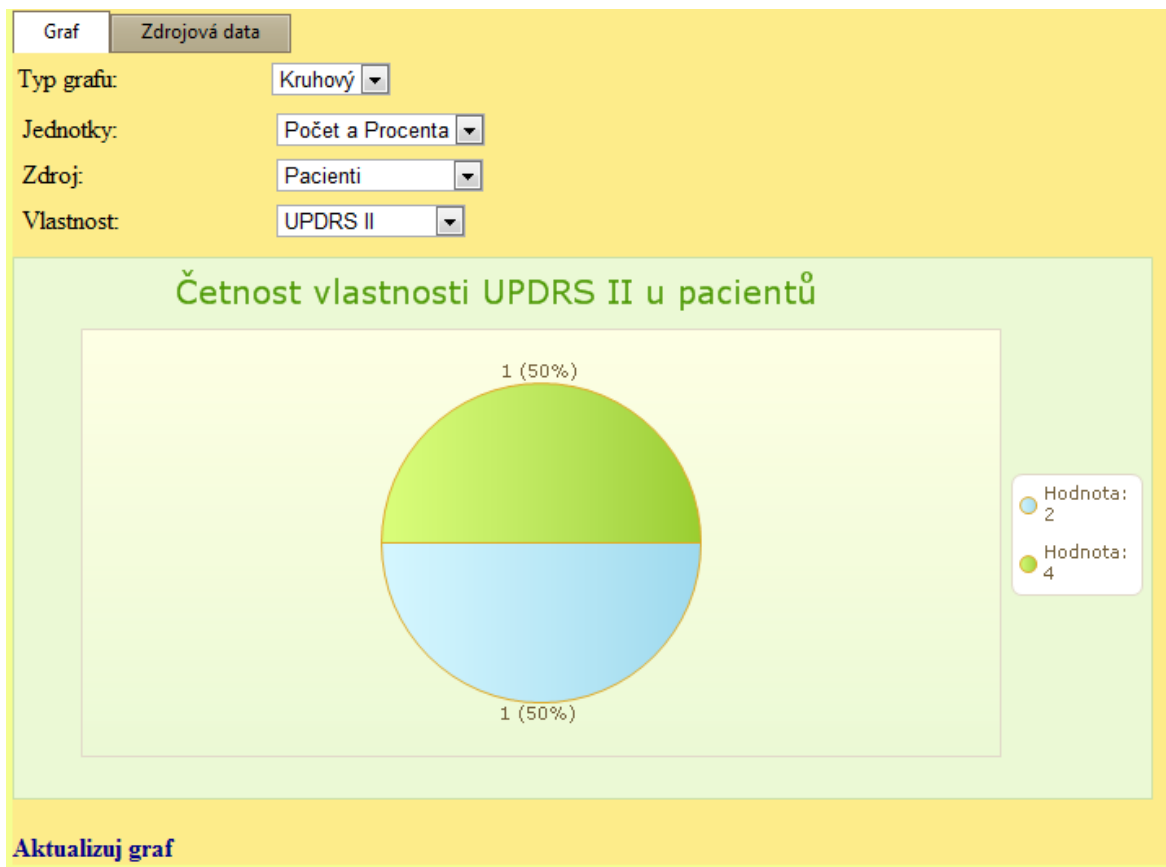 Graf Zdrojová data
Typ grafu: Kruhový
Jednotky: Počet a Procenta
Zdroj: Pacienti
Vlastnost: UPDRS II
Četnost vlastnosti UPDRS II u pacientů
1 (50%)
1 (50%)
Hodnota:
2
Hodnota:
4
Aktualizuj graf